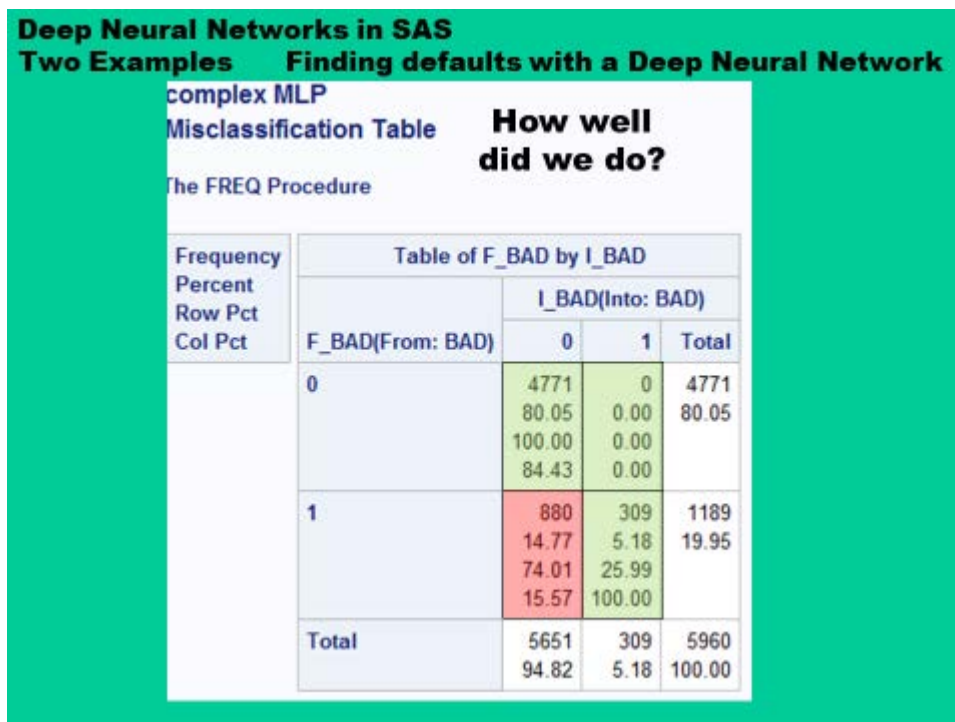 Deep Neural Networks in SAS
Two Examples Finding defaults with a Deep Neural Network
complex MLP
Misclassification Table
How well
did we do?
The FREQ Procedure
Frequency
Percent
Row Pct
Col Pct
Table of F_BAD by I_BAD
I_BAD(Into: BAD)
F_BAD(From: BAD) 0 1 Total
0 4771 0 4771
80.05 0.00 80.05
100.00 0.00
84.43 0.00
1 880 309 1189
14.77 5.18 19.95
74.01 25.99
15.57 100.00
Total 5651 309 5960
94.82 5.18 100.00